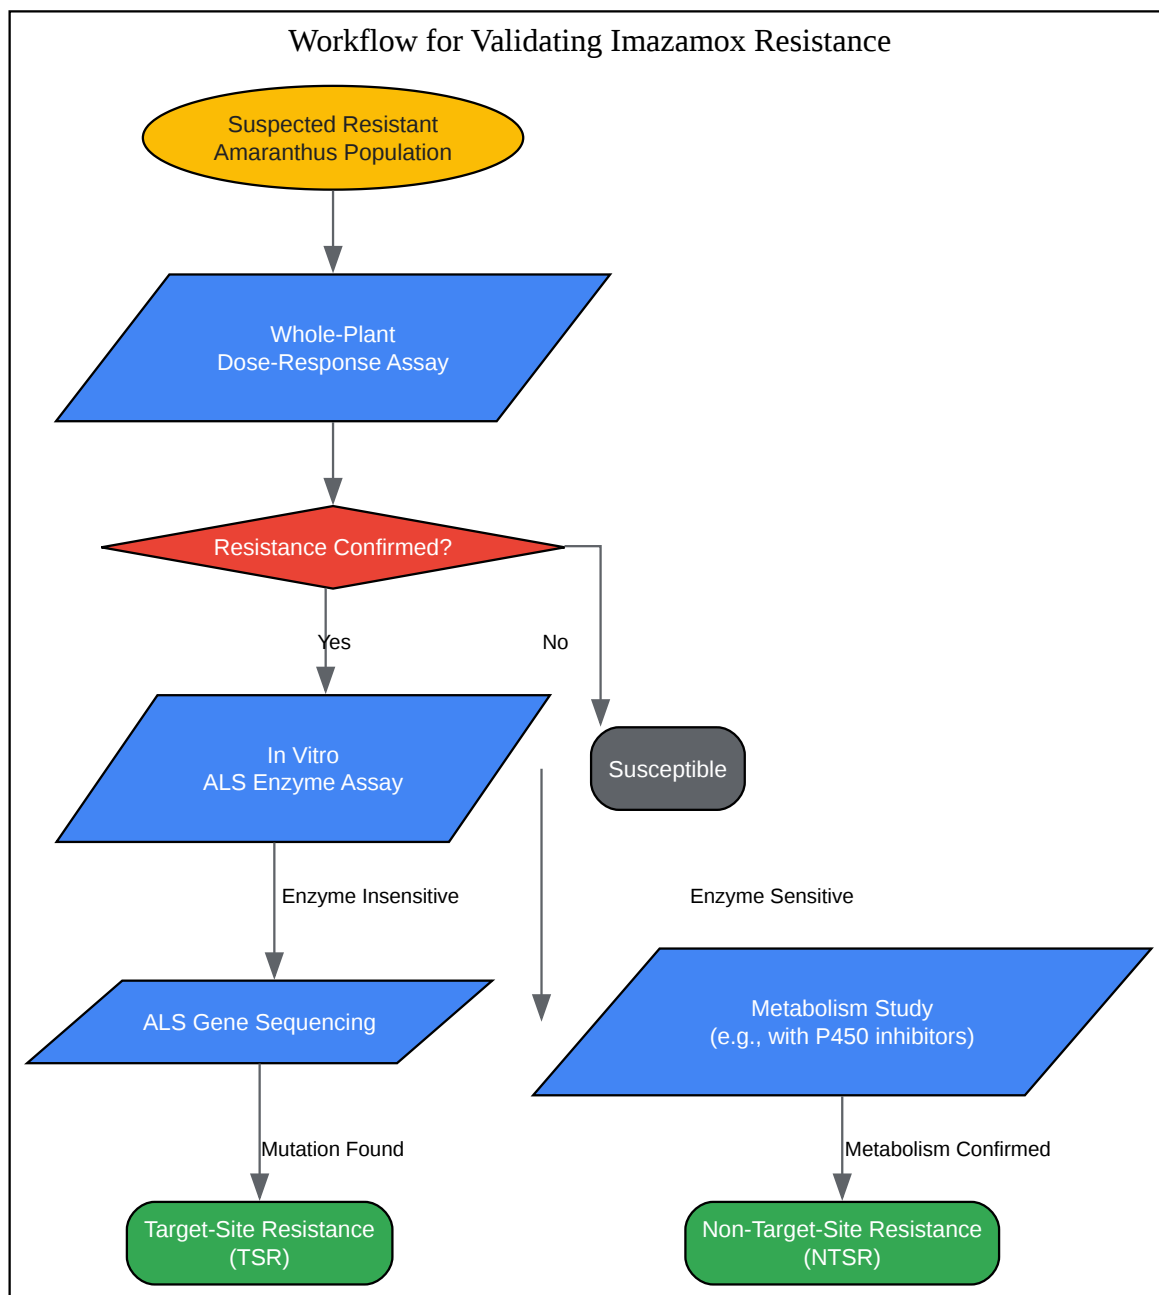 Workflow for Validating Imazamox Resistance
Suspected Resistant
Amaranthus Population
Whole-Plant
Dose-Response Assay
Resistance Confirmed?
Yes
No
In Vitro
ALS Enzyme Assay
Susceptible
Enzyme Insensitive
Enzyme Sensitive
ALS Gene Sequencing
Metabolism Study
(e.g., with P450 inhibitors)
Mutation Found
Metabolism Confirmed
Target-Site Resistance
(TSR)
Non-Target-Site Resistance
(NTSR)